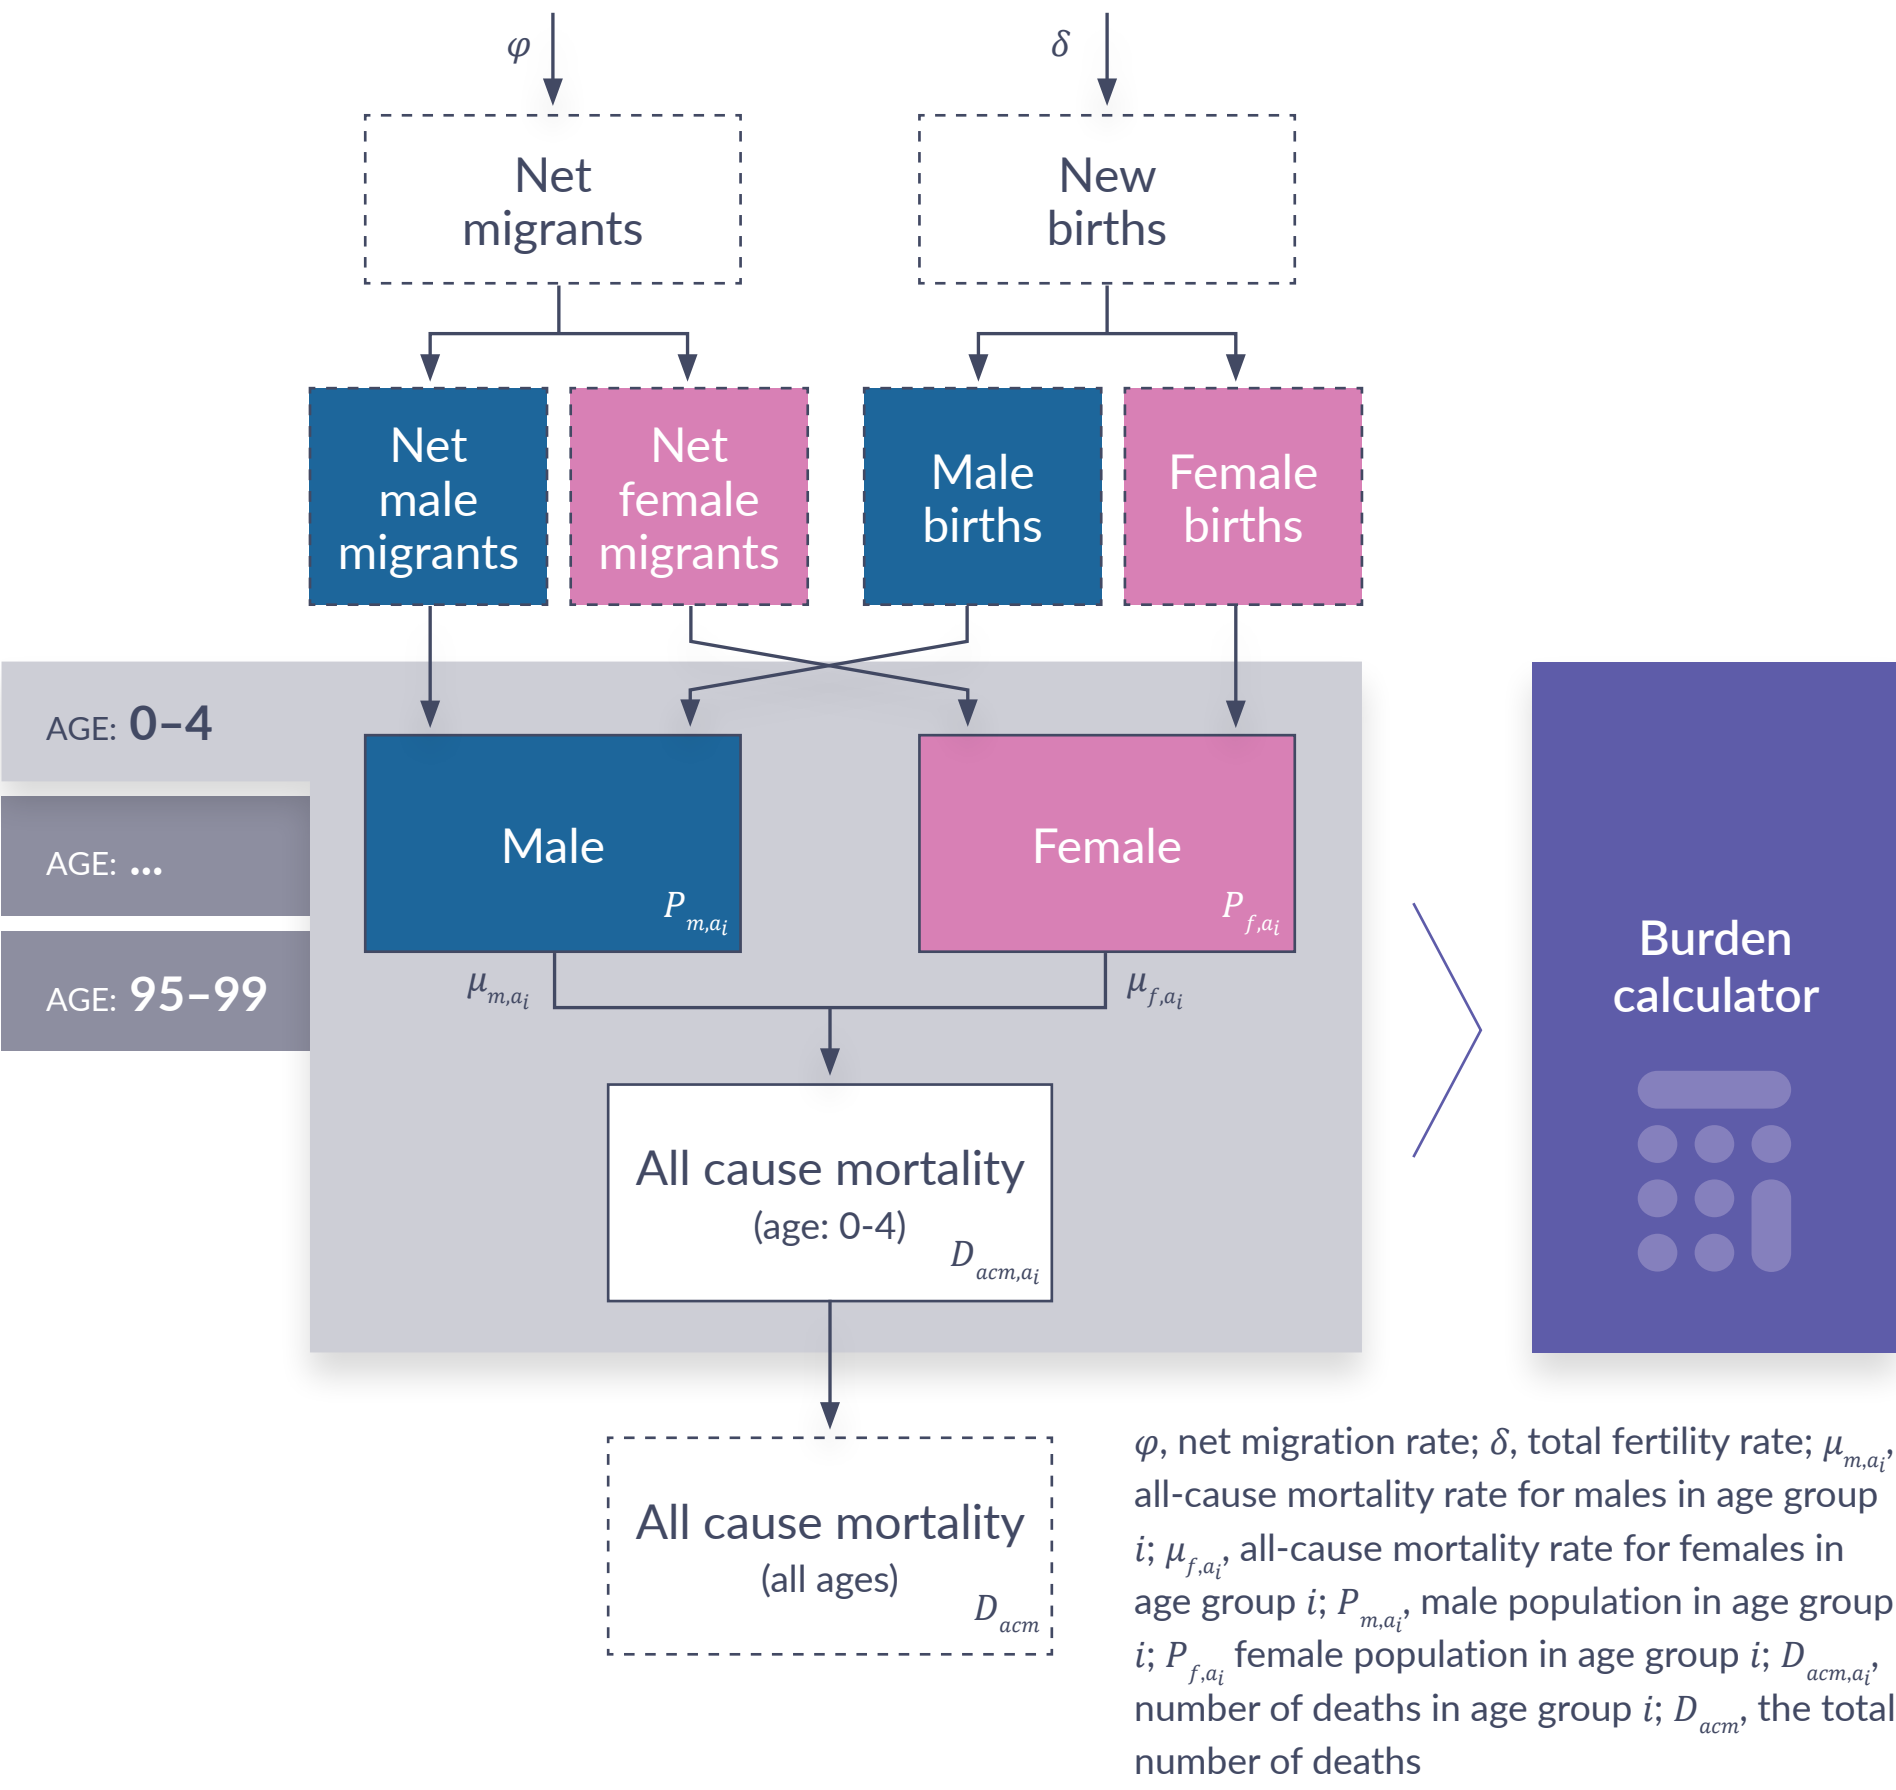 φ
δ
Net
migrants
New
births
Net
male
migrants
Net
female
migrants
Male
births
Female
births
AGE: 0–4
AGE: ...
AGE: 95–99
Male
P m,ai
Female
P f,ai
μ m,ai
μ f,ai
All cause mortality
(age: 0-4)
D acm,ai
All cause mortality
(all ages)
D acm
Burden
calculator
φ, net migration rate; δ, total fertility rate; μ m,ai,
all-cause mortality rate for males in age group
i; μ f,ai, all-cause mortality rate for females in
age group i; P m,ai, male population in age group
i; P f,ai female population in age group i; D acm,ai,
number of deaths in age group i; D acm, the total
number of deaths